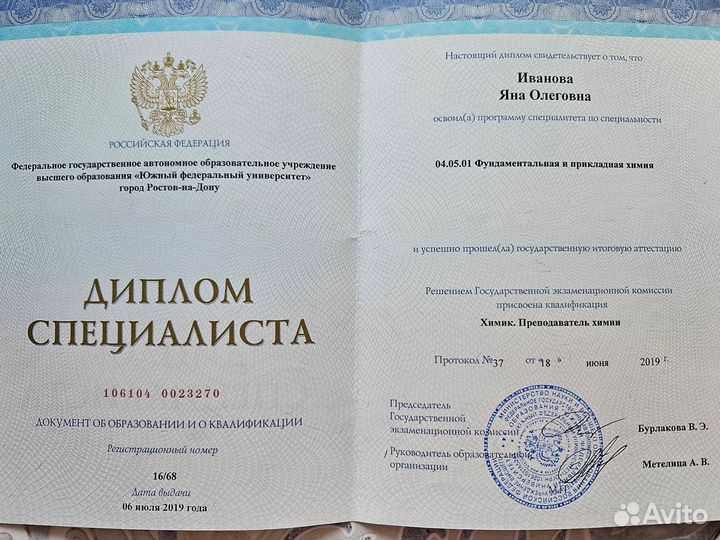 РОССИЙСКАЯ ФЕДЕРАЦИЯ
Федеральное государственное автономное образовательное учреждение
высшего образования «Южный федеральный университет»
город Ростов-на-Дону
ДИПЛОМ
СПЕЦИАЛИСТА
106104 0023270
ДОКУМЕНТ ОБ ОБРАЗОВАНИИ И О КВАЛИФИКАЦИИ
Регистрационный номер
16/68
Дата выдачи
06 июля 2019 года
Настоящий диплом свидетельствует о том, что
Иванова
Яна Олеговна
освоил(а) программу специалитета по специальности
04.05.01 Фундаментальная и прикладная химия
и успешно прошел(ла) государственную итоговую аттестацию
Решением Государственной экзаменационной комиссии
присвоена квалификация
Химик. Преподаватель химии
Протокол № 37 от « 18 » июня 2019 г.
Председатель
Государственной
экзаменационной комиссии
Бурлакова В. Э.
Руководитель образовательной
организации
Метелица А. В.
Avito